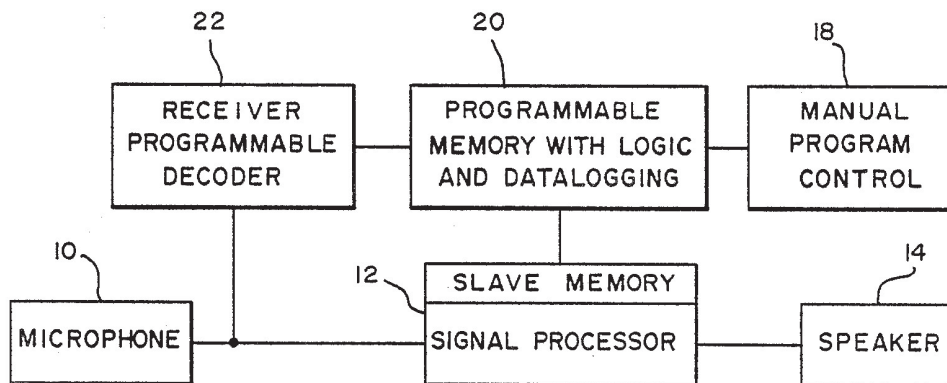 22
20
18
RECEIVER
PROGRAMMABLE
DECODER
PROGRAMMABLE
MEMORY WITH LOGIC
AND DATALOGGING
MANUAL
PROGRAM
CONTROL
10
12
14
MICROPHONE
SLAVE MEMORY
SIGNAL PROCESSOR
SPEAKER